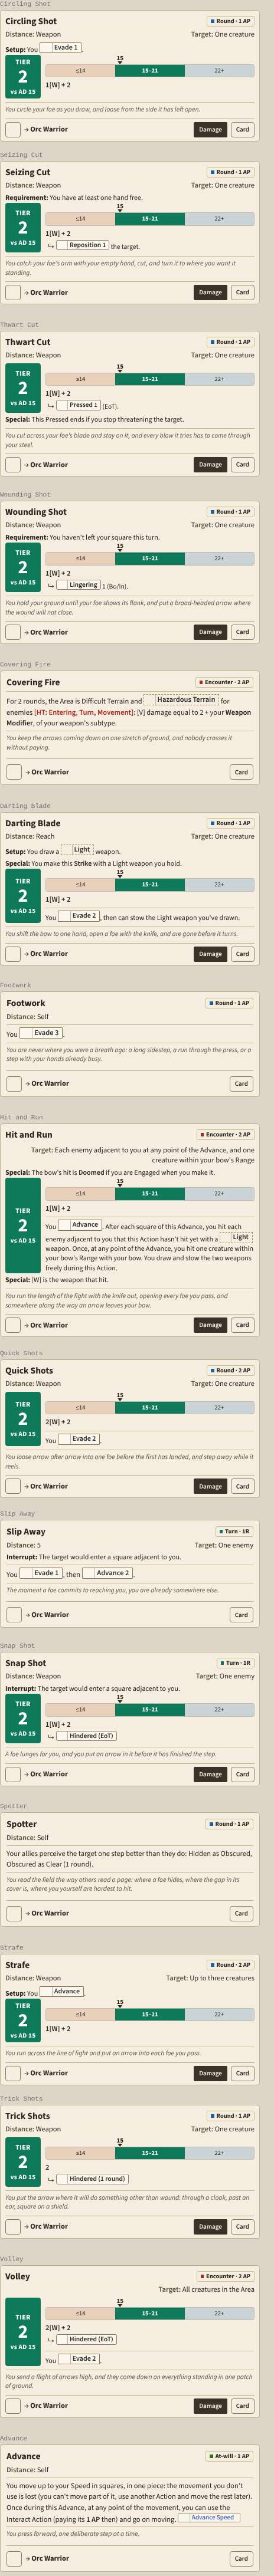 Circling Shot
Circling Shot
Round · 1 AP
Distance: Weapon
Target: One creature
Setup: You Evade 1.
15
TIER
2
vs AD 15
≤14
15–21
22+
1[W] + 2
You circle your foe as you draw, and loose from the side it has left open.
→ Orc Warrior
Damage
Card
Seizing Cut
Seizing Cut
Round · 1 AP
Distance: Weapon
Target: One creature
Requirement: You have at least one hand free.
15
TIER
2
vs AD 15
≤14
15–21
22+
1[W] + 2
↪ Reposition 1 the target.
You catch your foe's arm with your empty hand, cut, and turn it to where you want it
standing.
→ Orc Warrior
Damage
Card
Thwart Cut
Thwart Cut
Round · 1 AP
Distance: Weapon
Target: One creature
15
TIER
2
vs AD 15
≤14
15–21
22+
1[W] + 2
↪ Pressed 1 (EoT).
Special: This Pressed ends if you stop threatening the target.
You cut across your foe's blade and stay on it, and every blow it tries has to come through
your steel.
→ Orc Warrior
Damage
Card
Wounding Shot
Wounding Shot
Round · 1 AP
Distance: Weapon
Target: One creature
Requirement: You haven't left your square this turn.
15
TIER
2
vs AD 15
≤14
15–21
22+
1[W] + 2
↪ Lingering 1 (Bo/In).
You hold your ground until your foe shows its flank, and put a broad-headed arrow where
the wound will not close.
→ Orc Warrior
Damage
Card
Covering Fire
Covering Fire
Encounter · 2 AP
For 2 rounds, the Area is Difficult Terrain and Hazardous Terrain for
enemies [HT: Entering, Turn, Movement]: [V] damage equal to 2 + your Weapon
Modifier, of your weapon's subtype.
You keep the arrows coming down on one stretch of ground, and nobody crosses it
without paying.
→ Orc Warrior
Card
Darting Blade
Darting Blade
Round · 1 AP
Distance: Reach
Target: One creature
Setup: You draw a Light weapon.
Special: You make this Strike with a Light weapon you hold.
15
TIER
2
vs AD 15
≤14
15–21
22+
1[W] + 2
You Evade 2, then can stow the Light weapon you've drawn.
You shift the bow to one hand, open a foe with the knife, and are gone before it turns.
→ Orc Warrior
Damage
Card
Footwork
Footwork
Round · 1 AP
Distance: Self
You Evade 3.
You are never where you were a breath ago: a long sidestep, a run through the press, or a
step with your hands already busy.
→ Orc Warrior
Card
Hit and Run
Hit and Run
Encounter · 2 AP
Target: Each enemy adjacent to you at any point of the Advance, and one
creature within your bow's Range
Special: The bow's hit is Doomed if you are Engaged when you make it.
15
TIER
2
vs AD 15
≤14
15–21
22+
1[W] + 2
You Advance. After each square of this Advance, you hit each
enemy adjacent to you that this Action hasn't hit yet with a Light
weapon. Once, at any point of the Advance, you hit one creature within
your bow's Range with your bow. You draw and stow the two weapons
freely during this Action.
Special: [W] is the weapon that hit.
You run the length of the fight with the knife out, opening every foe you pass, and
somewhere along the way an arrow leaves your bow.
→ Orc Warrior
Damage
Card
Quick Shots
Quick Shots
Round · 2 AP
Distance: Weapon
Target: One creature
15
TIER
2
vs AD 15
≤14
15–21
22+
2[W] + 2
You Evade 2.
You loose arrow after arrow into one foe before the first has landed, and step away while it
reels.
→ Orc Warrior
Damage
Card
Slip Away
Slip Away
Turn · 1R
Distance: 5
Target: One enemy
Interrupt: The target would enter a square adjacent to you.
You Evade 1, then Advance 2.
The moment a foe commits to reaching you, you are already somewhere else.
→ Orc Warrior
Card
Snap Shot
Snap Shot
Turn · 1R
Distance: Weapon
Target: One enemy
Interrupt: The target would enter a square adjacent to you.
15
TIER
2
vs AD 15
≤14
15–21
22+
1[W] + 2
↪ Hindered (EoT)
A foe lunges for you, and you put an arrow in it before it has finished the step.
→ Orc Warrior
Damage
Card
Spotter
Spotter
Round · 1 AP
Distance: Self
Your allies perceive the target one step better than they do: Hidden as Obscured,
Obscured as Clear (1 round).
You read the field the way others read a page: where a foe hides, where the gap in its
cover is, where you yourself are hardest to hit.
→ Orc Warrior
Card
Strafe
Strafe
Round · 2 AP
Distance: Weapon
Target: Up to three creatures
Setup: You Advance.
15
TIER
2
vs AD 15
≤14
15–21
22+
1[W] + 2
You run across the line of fight and put an arrow into each foe you pass.
→ Orc Warrior
Damage
Card
Trick Shots
Trick Shots
Round · 1 AP
Distance: Weapon
Target: One creature
15
TIER
2
vs AD 15
≤14
15–21
22+
2
↪ Hindered (1 round)
You put the arrow where it will do something other than wound: through a cloak, past an
ear, square on a shield.
→ Orc Warrior
Damage
Card
Volley
Volley
Encounter · 2 AP
Target: All creatures in the Area
15
TIER
2
vs AD 15
≤14
15–21
22+
2[W] + 2
↪ Hindered (EoT)
You Evade 2.
You send a flight of arrows high, and they come down on everything standing in one patch
of ground.
→ Orc Warrior
Damage
Card
Advance
Advance
At-will · 1 AP
Distance: Self
You move up to your Speed in squares, in one piece: the movement you don't
use is lost (you can't move part of it, use another Action and move the rest later).
Once during this Advance, at any point of the movement, you can use the
Interact Action (paying its 1 AP then) and go on moving. Advance Speed
You press forward, one deliberate step at a time.
→ Orc Warrior
Card